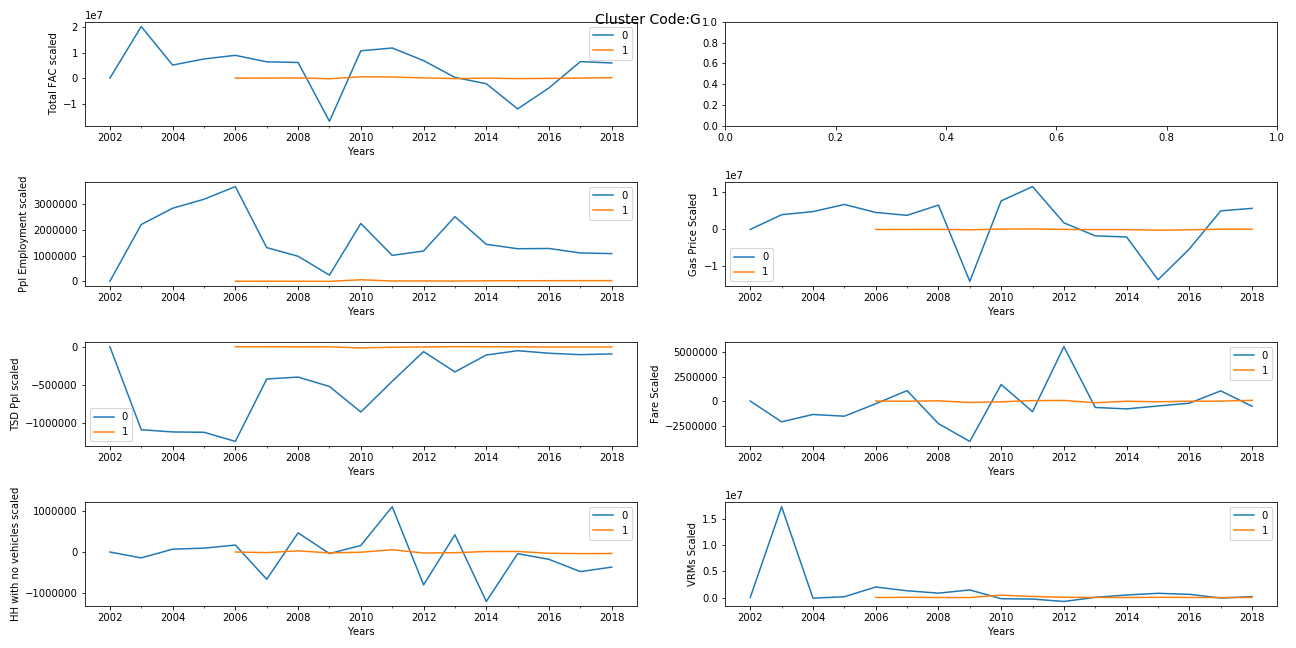 Cluster Code:G
1e7
Total FAC scaled
2
1
0
−1
0
1
2002 2004 2006 2008 2010 2012 2014 2016 2018
Years
1.0
0.8
0.6
0.4
0.2
0.0
0.0 0.2 0.4 0.6 0.8 1.0
Ppl Employment scaled
3000000
2000000
1000000
0
0
1
2002 2004 2006 2008 2010 2012 2014 2016 2018
Years
1e7
Gas Price Scaled
1
0
−1
0
1
2002 2004 2006 2008 2010 2012 2014 2016 2018
Years
TSD Ppl scaled
0
−500000
−1000000
0
1
2002 2004 2006 2008 2010 2012 2014 2016 2018
Years
Fare Scaled
5000000
2500000
0
−2500000
0
1
2002 2004 2006 2008 2010 2012 2014 2016 2018
Years
HH with no vehicles scaled
1000000
0
−1000000
0
1
2002 2004 2006 2008 2010 2012 2014 2016 2018
Years
1e7
VRMs Scaled
1.5
1.0
0.5
0.0
0
1
2002 2004 2006 2008 2010 2012 2014 2016 2018
Years